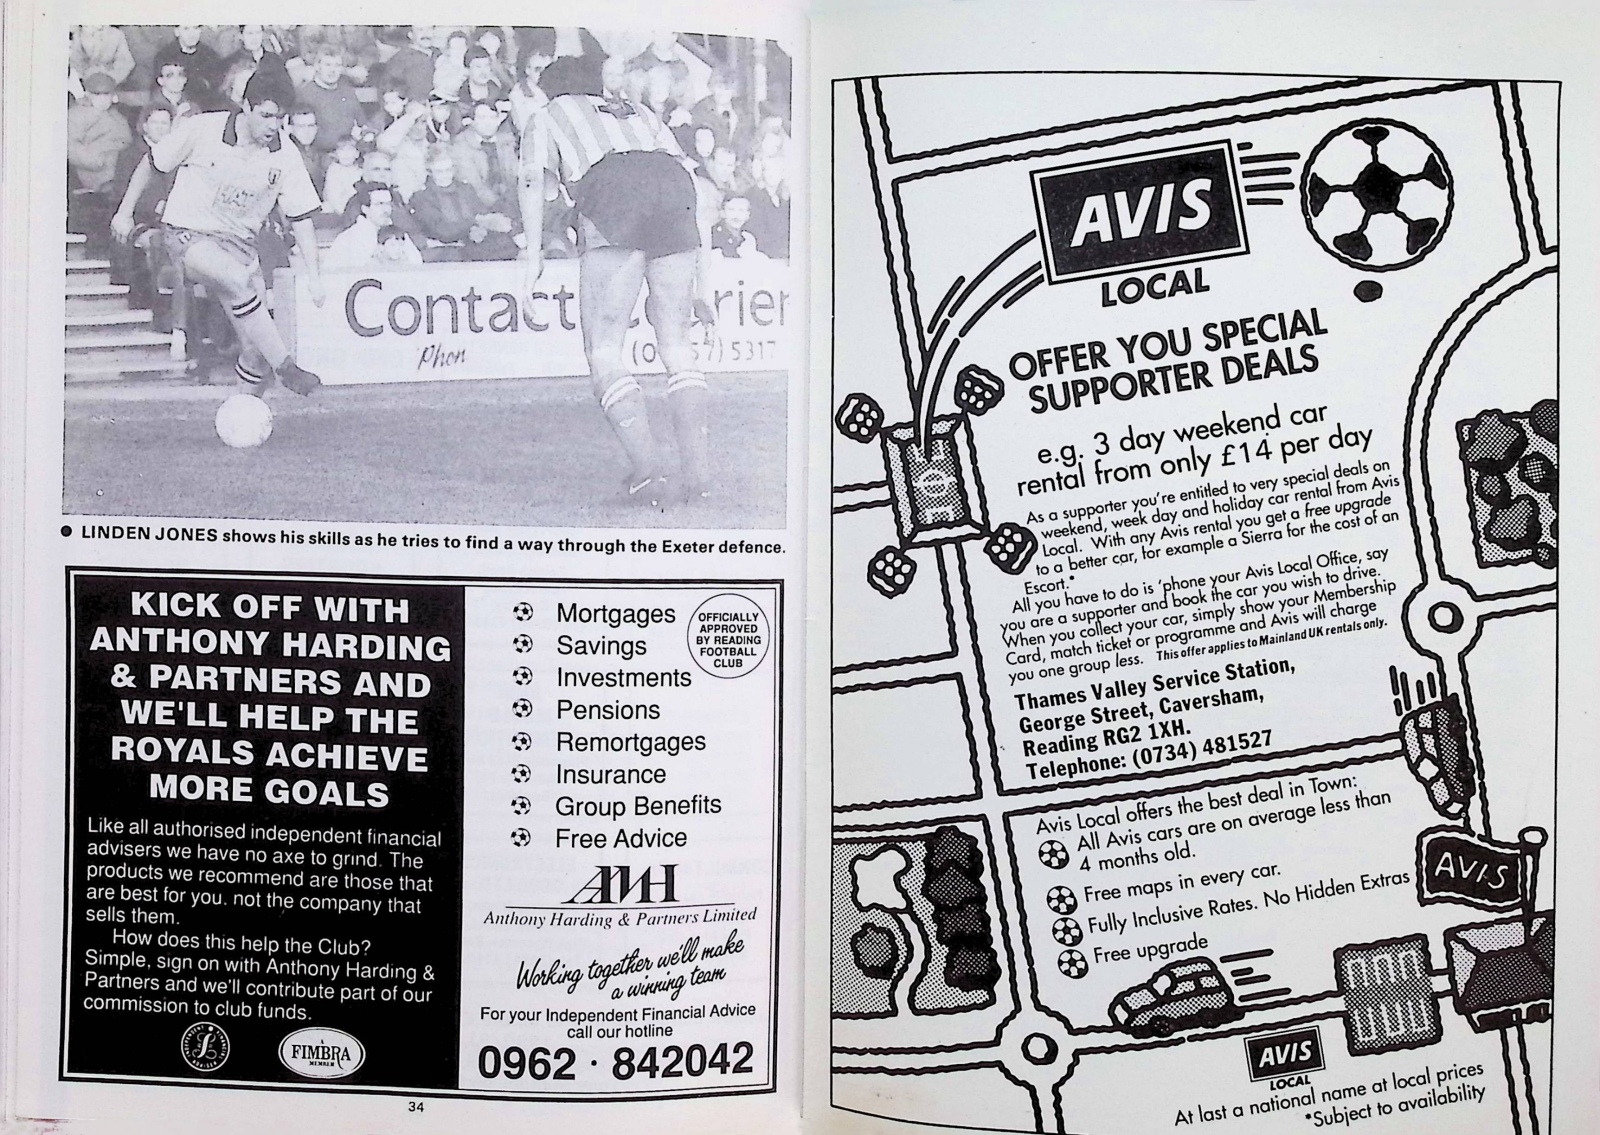 Contact
Phon
5317
● LINDEN JONES shows his skills as he tries to find a way through the Exeter defence.
KICK OFF WITH
ANTHONY HARDING
& PARTNERS AND
WE'LL HELP THE
ROYALS ACHIEVE
MORE GOALS
Like all authorised independent financial
advisers we have no axe to grind. The
products we recommend are those that
are best for you. not the company that
sells them.
How does this help the Club?
Simple, sign on with Anthony Harding &
Partners and we'll contribute part of our
commission to club funds.
FIMBRA
MEMBER
Mortgages
Savings
Investments
Pensions
Remortgages
Insurance
Group Benefits
Free Advice
OFFICIALLY
APPROVED
BY READING
FOOTBALL
CLUB
AVH
Anthony Harding & Partners Limited
Working together we'll make
a winning team
For your Independent Financial Advice
call our hotline
0962 · 842042
34
AVIS
LOCAL
OFFER YOU SPECIAL
SUPPORTER DEALS
e.g. 3 day weekend car
rental from only £14 per day
As a supporter you're entitled to very special deals on
weekend, week day and holiday car rental from Avis
Local. With any Avis rental you get a free upgrade
to a better car, for example a Sierra for the cost of an
Escort.*
All you have to do is 'phone your Avis Local Office, say
you are a supporter and book the car you wish to drive.
When you collect your car, simply show your Membership
Card, match ticket or programme and Avis will charge
you one group less. This offer applies to Mainland UK rentals only.
Thames Valley Service Station,
George Street, Caversham,
Reading RG2 1XH.
Telephone: (0734) 481527
Avis Local offers the best deal in Town:
All Avis cars are on average less than
4 months old.
Free maps in every car.
Fully Inclusive Rates. No Hidden Extras
Free upgrade
AVIS
AVIS
LOCAL
At last a national name at local prices
*Subject to availability